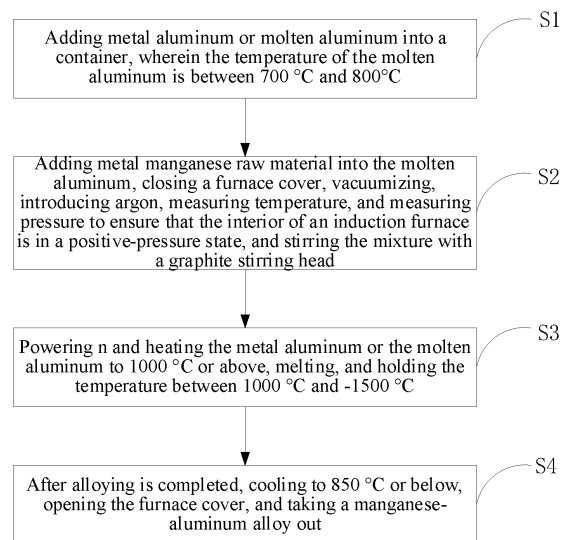 S1
Adding metal aluminum or molten aluminum into a
container, wherein the temperature of the molten
aluminum is between 700 °C and 800°C
S2
Adding metal manganese raw material into the molten
aluminum, closing a furnace cover, vacuumizing,
introducing argon, measuring temperature, and measuring
pressure to ensure that the interior of an induction furnace
is in a positive-pressure state, and stirring the mixture with
a graphite stirring head
S3
Powering n and heating the metal aluminum or the molten
aluminum to 1000 °C or above, melting, and holding the
temperature between 1000 °C and -1500 °C
S4
After alloying is completed, cooling to 850 °C or below,
opening the furnace cover, and taking a manganese-
aluminum alloy out